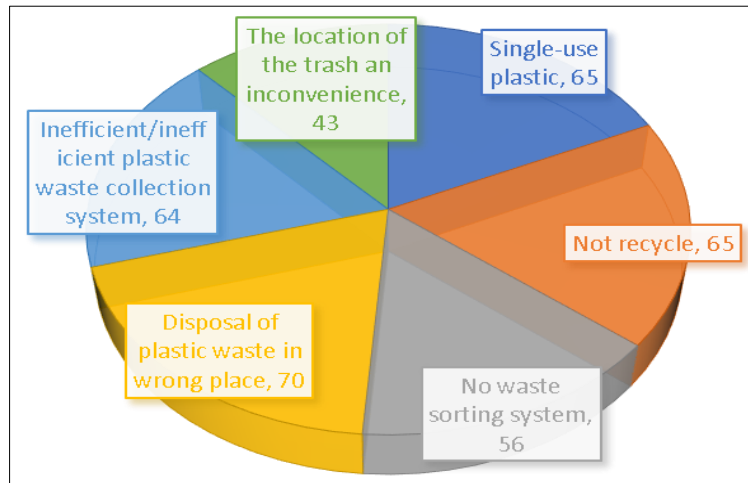 The location of
the trash an
inconvenience,
43
Single-use
plastic, 65
Inefficient/ineff
icient plastic
waste collection
system, 64
Not recycle, 65
Disposal of
plastic waste in
wrong place, 70
No waste
sorting system,
56